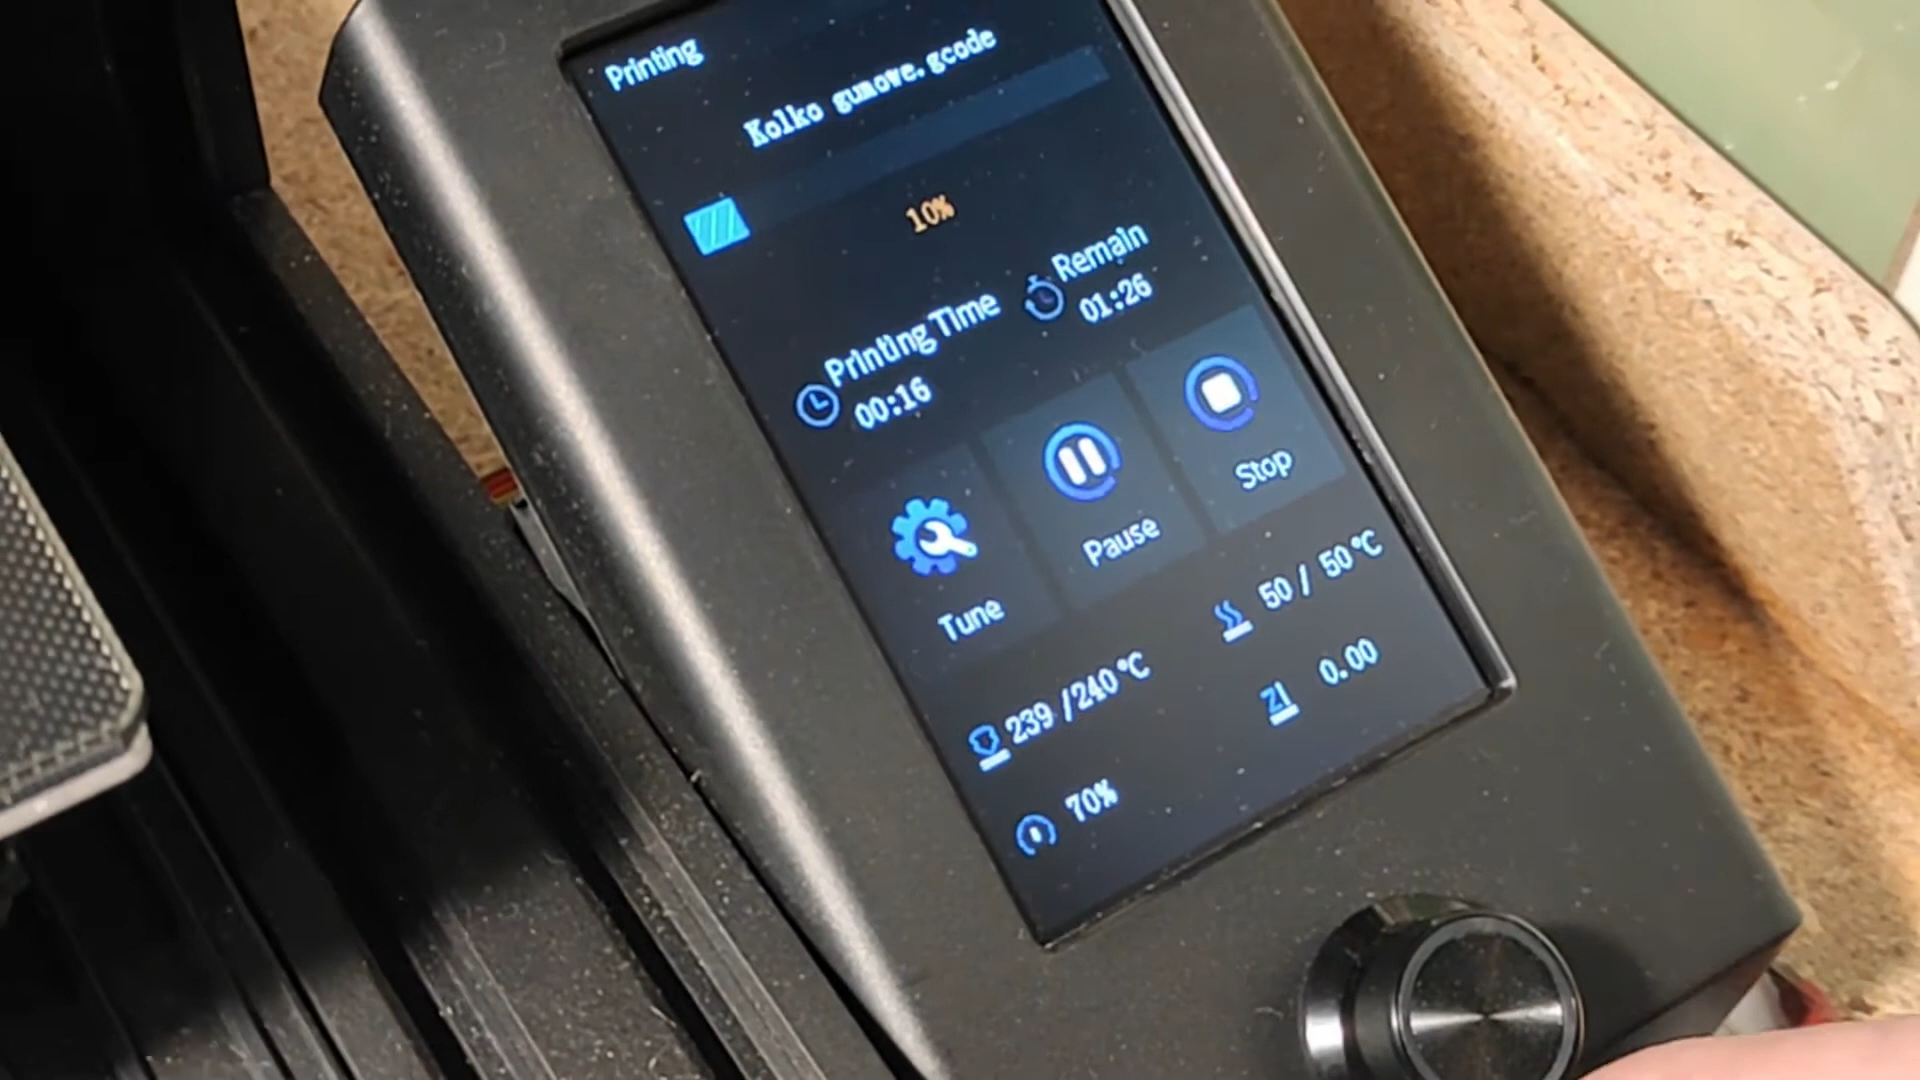 Printing
Kolko gumove.gcode
10%
Printing Time
00:16
Remain
01:26
Tune
Pause
Stop
239 /240℃
50 / 50℃
70%
Z 0.00